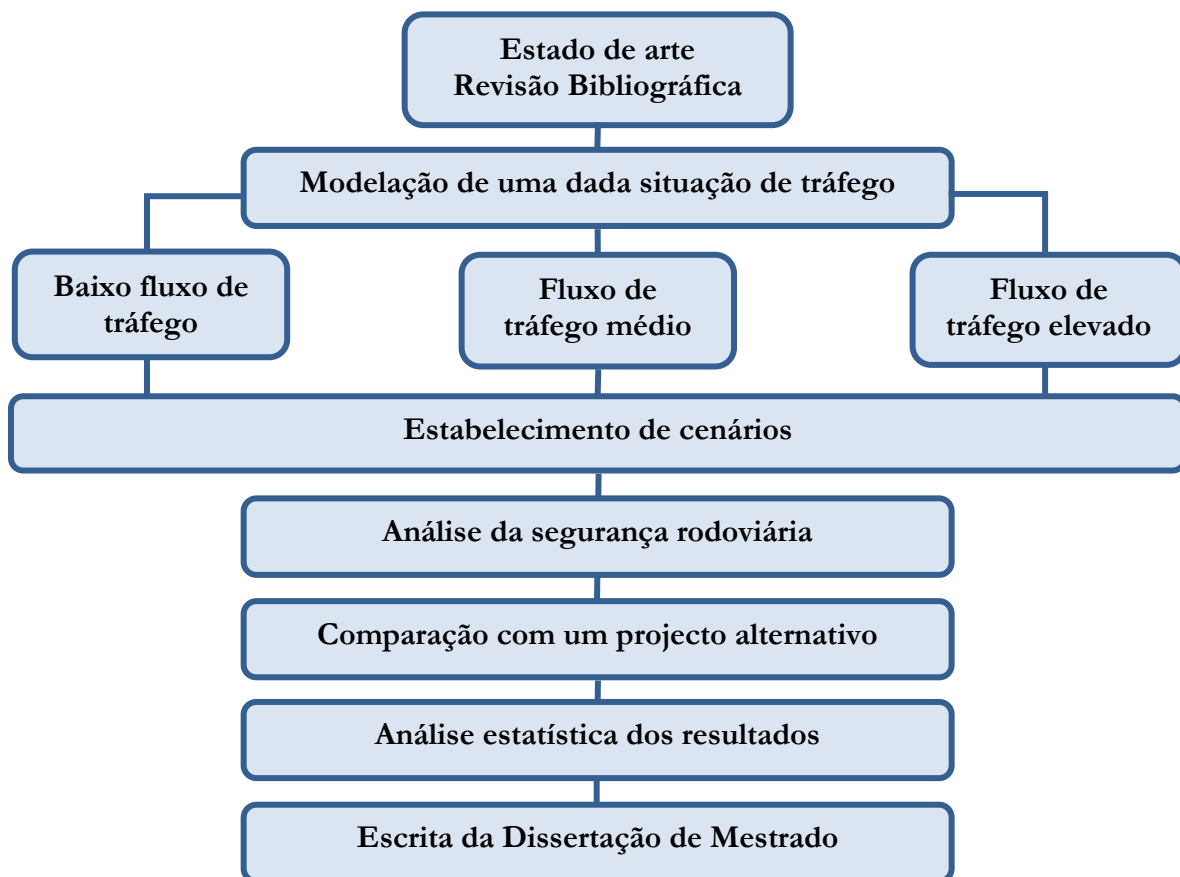 Estado de arte
Revisão Bibliográfica
Modelação de uma dada situação de tráfego
Baixo fluxo de
tráfego
Fluxo de
tráfego médio
Fluxo de
tráfego elevado
Estabelecimento de cenários
Análise da segurança rodoviária
Comparação com um projecto alternativo
Análise estatística dos resultados
Escrita da Dissertação de Mestrado